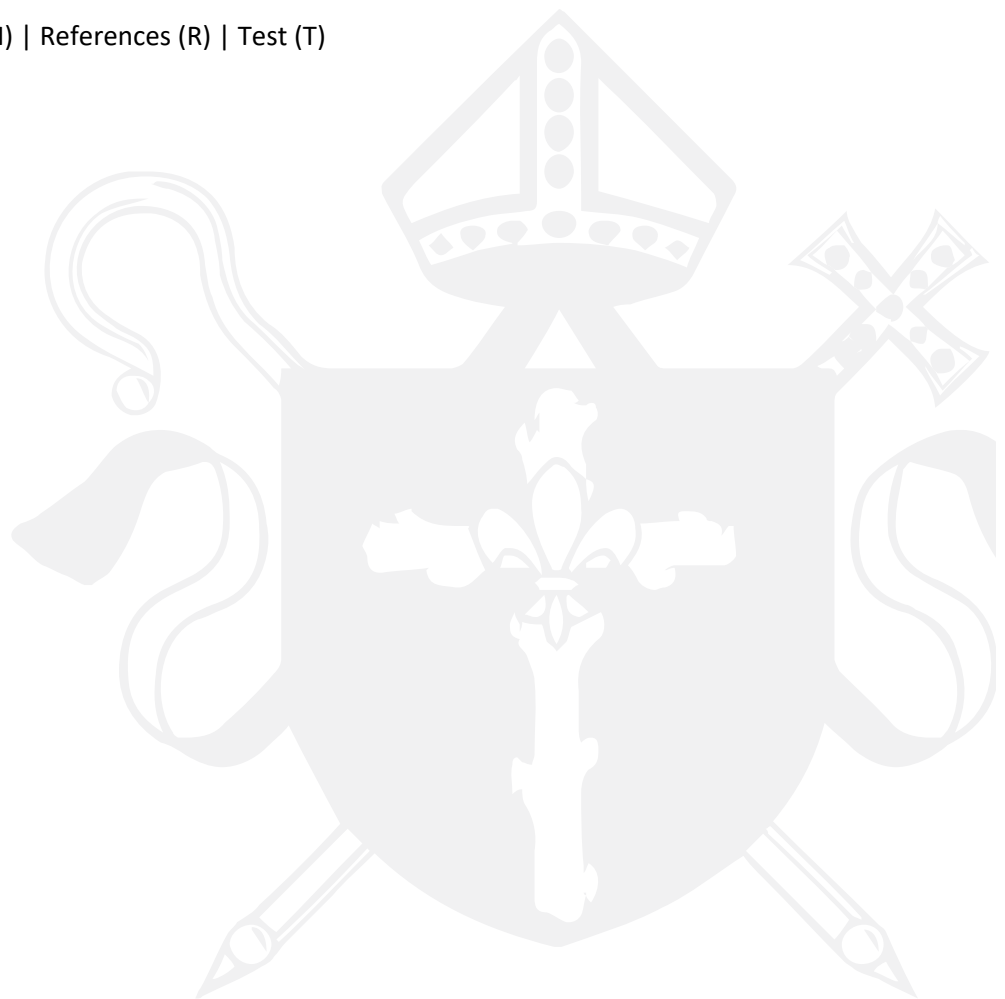 ) | References (R) | Test (T)